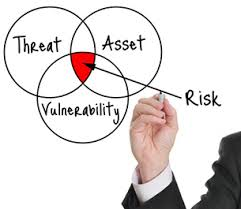 Threat
Asset
Vulnerability
Risk